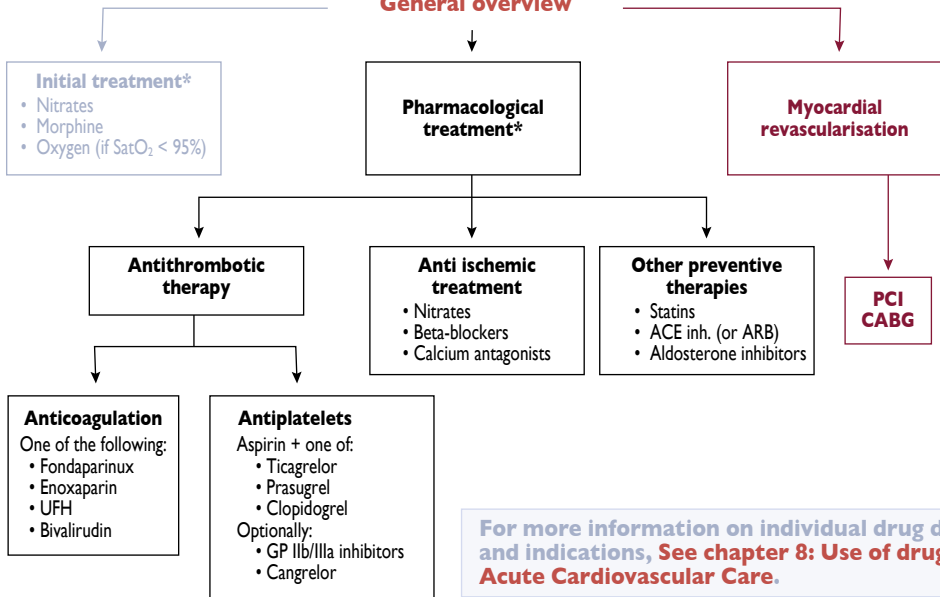 General overview
Initial treatment*
• Nitrates
• Morphine
• Oxygen (if SatO₂ < 95%)
Pharmacological
treatment*
Myocardial
revascularisation
Antithrombotic
therapy
Anti ischemic
treatment
• Nitrates
• Beta-blockers
• Calcium antagonists
Other preventive
therapies
• Statins
• ACE inh. (or ARB)
• Aldosterone inhibitors
PCI
CABG
Anticoagulation
One of the following:
• Fondaparinux
• Enoxaparin
• UFH
• Bivalirudin
Antiplatelets
Aspirin + one of:
• Ticagrelor
• Prasugrel
• Clopidogrel
Optionally:
• GP IIb/IIIa inhibitors
• Cangrelor
For more information on individual drug d
and indications, See chapter 8: Use of drug
Acute Cardiovascular Care.